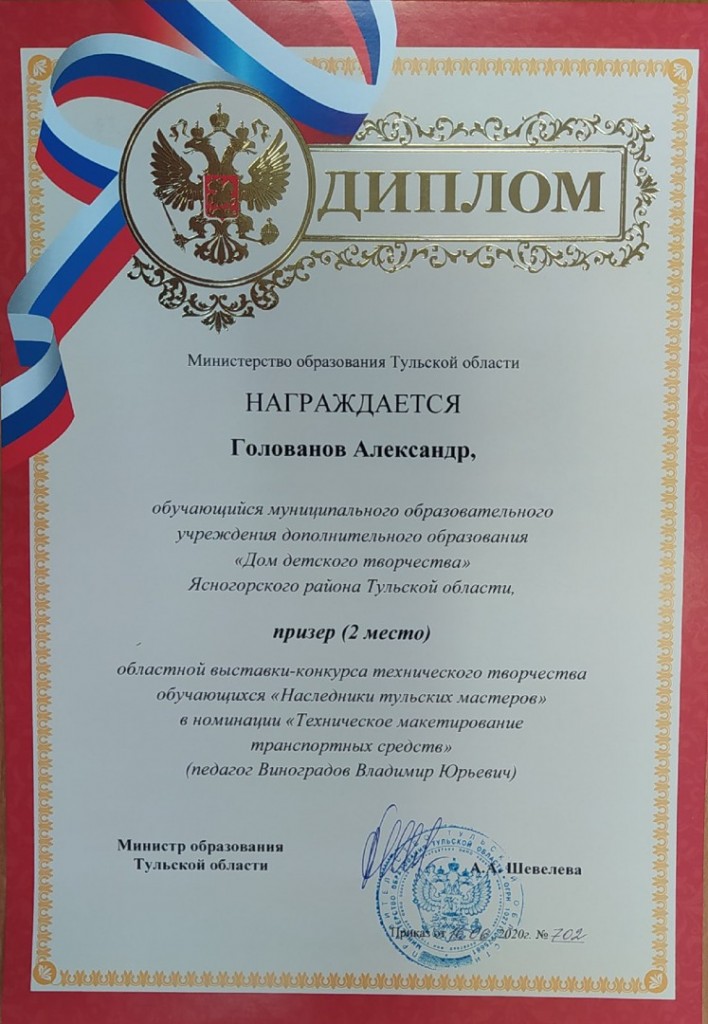 ДИПЛОМ
Министерство образования Тульской области
НАГРАЖДАЕТСЯ
Голованов Александр,
обучающийся муниципального образовательного
учреждения дополнительного образования
«Дом детского творчества»
Ясногорского района Тульской области,
призер (2 место)
областной выставки-конкурса технического творчества
обучающихся «Наследники тульских мастеров»
в номинации «Техническое макетирование
транспортных средств»
(педагог Виноградов Владимир Юрьевич)
Министр образования
Тульской области
А.А. Шевелева
Приказ от 2020г. № 702